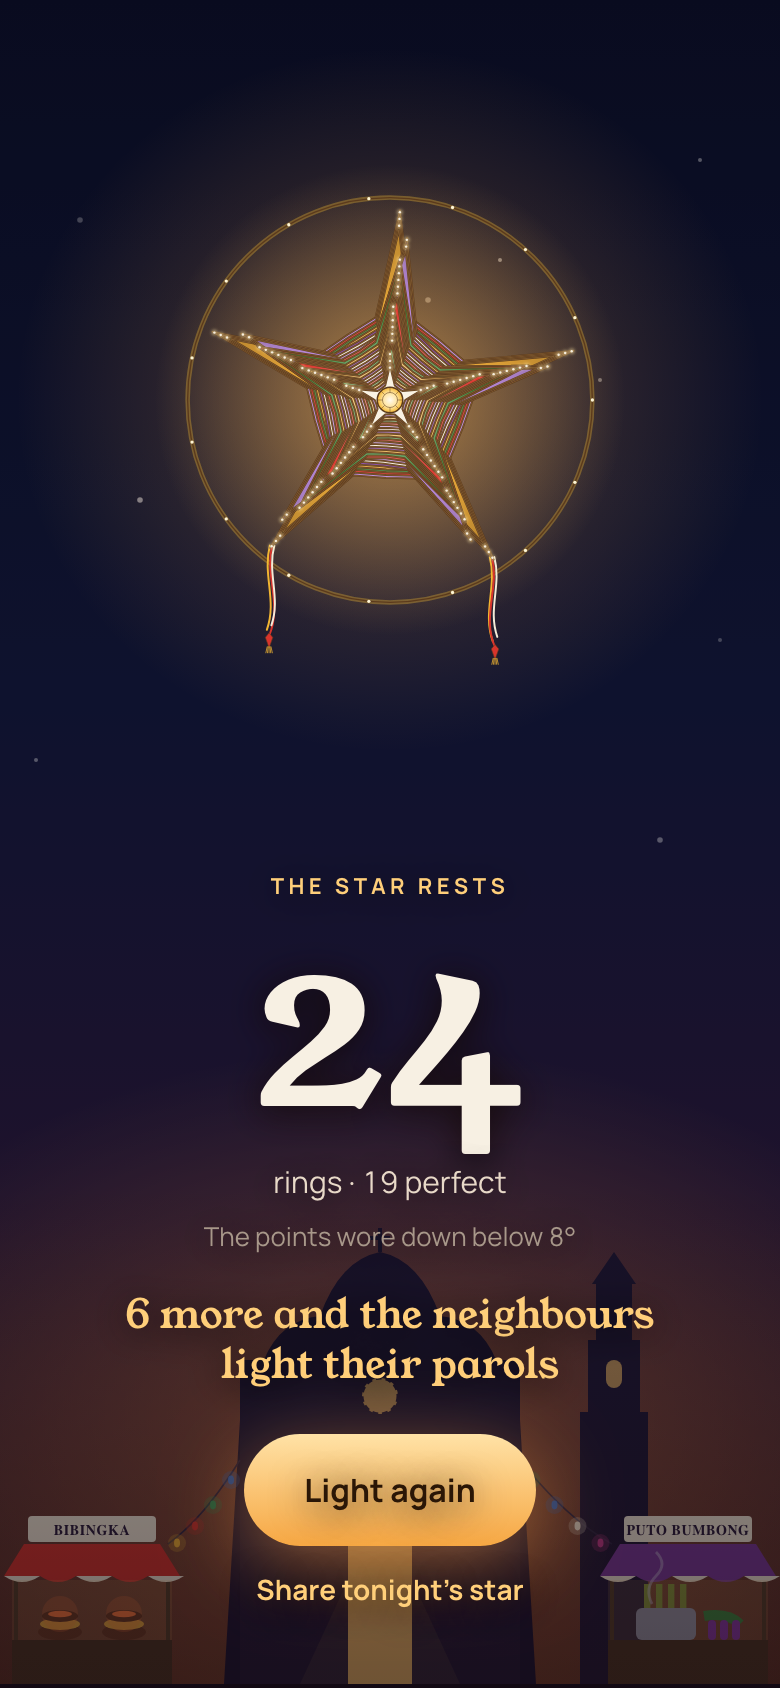 THE STAR RESTS
24
rings · 19 perfect
The points wore down below 8°
6 more and the neighbours
light their parols
Light again
BIBINGKA
PUTO BUMBONG
Share tonight's star